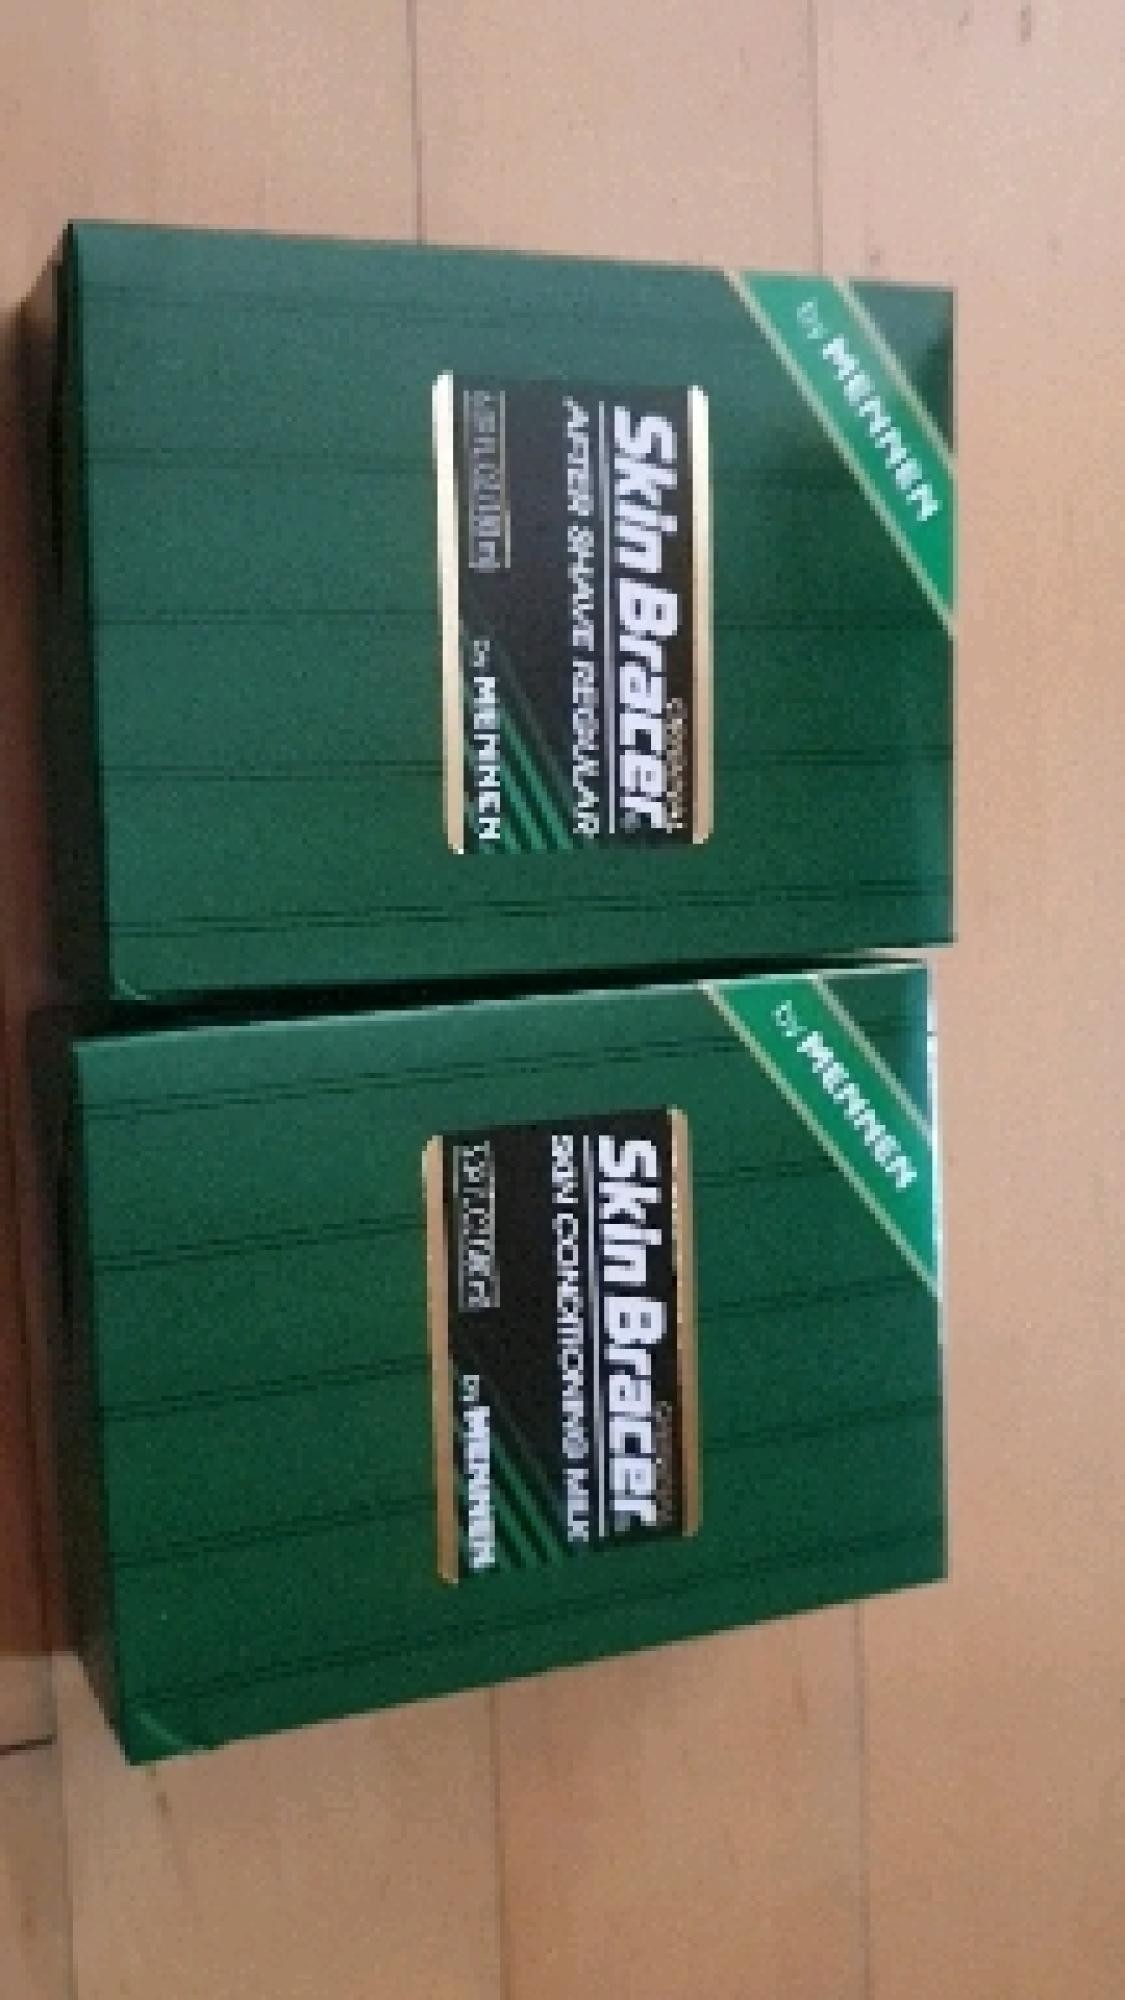 by MENNEN
Skin Bracer
AFTER SHAVE REGULAR
by MENNEN
by MENNEN
Skin Bracer
SKIN CONDITIONING MILK
by MENNEN